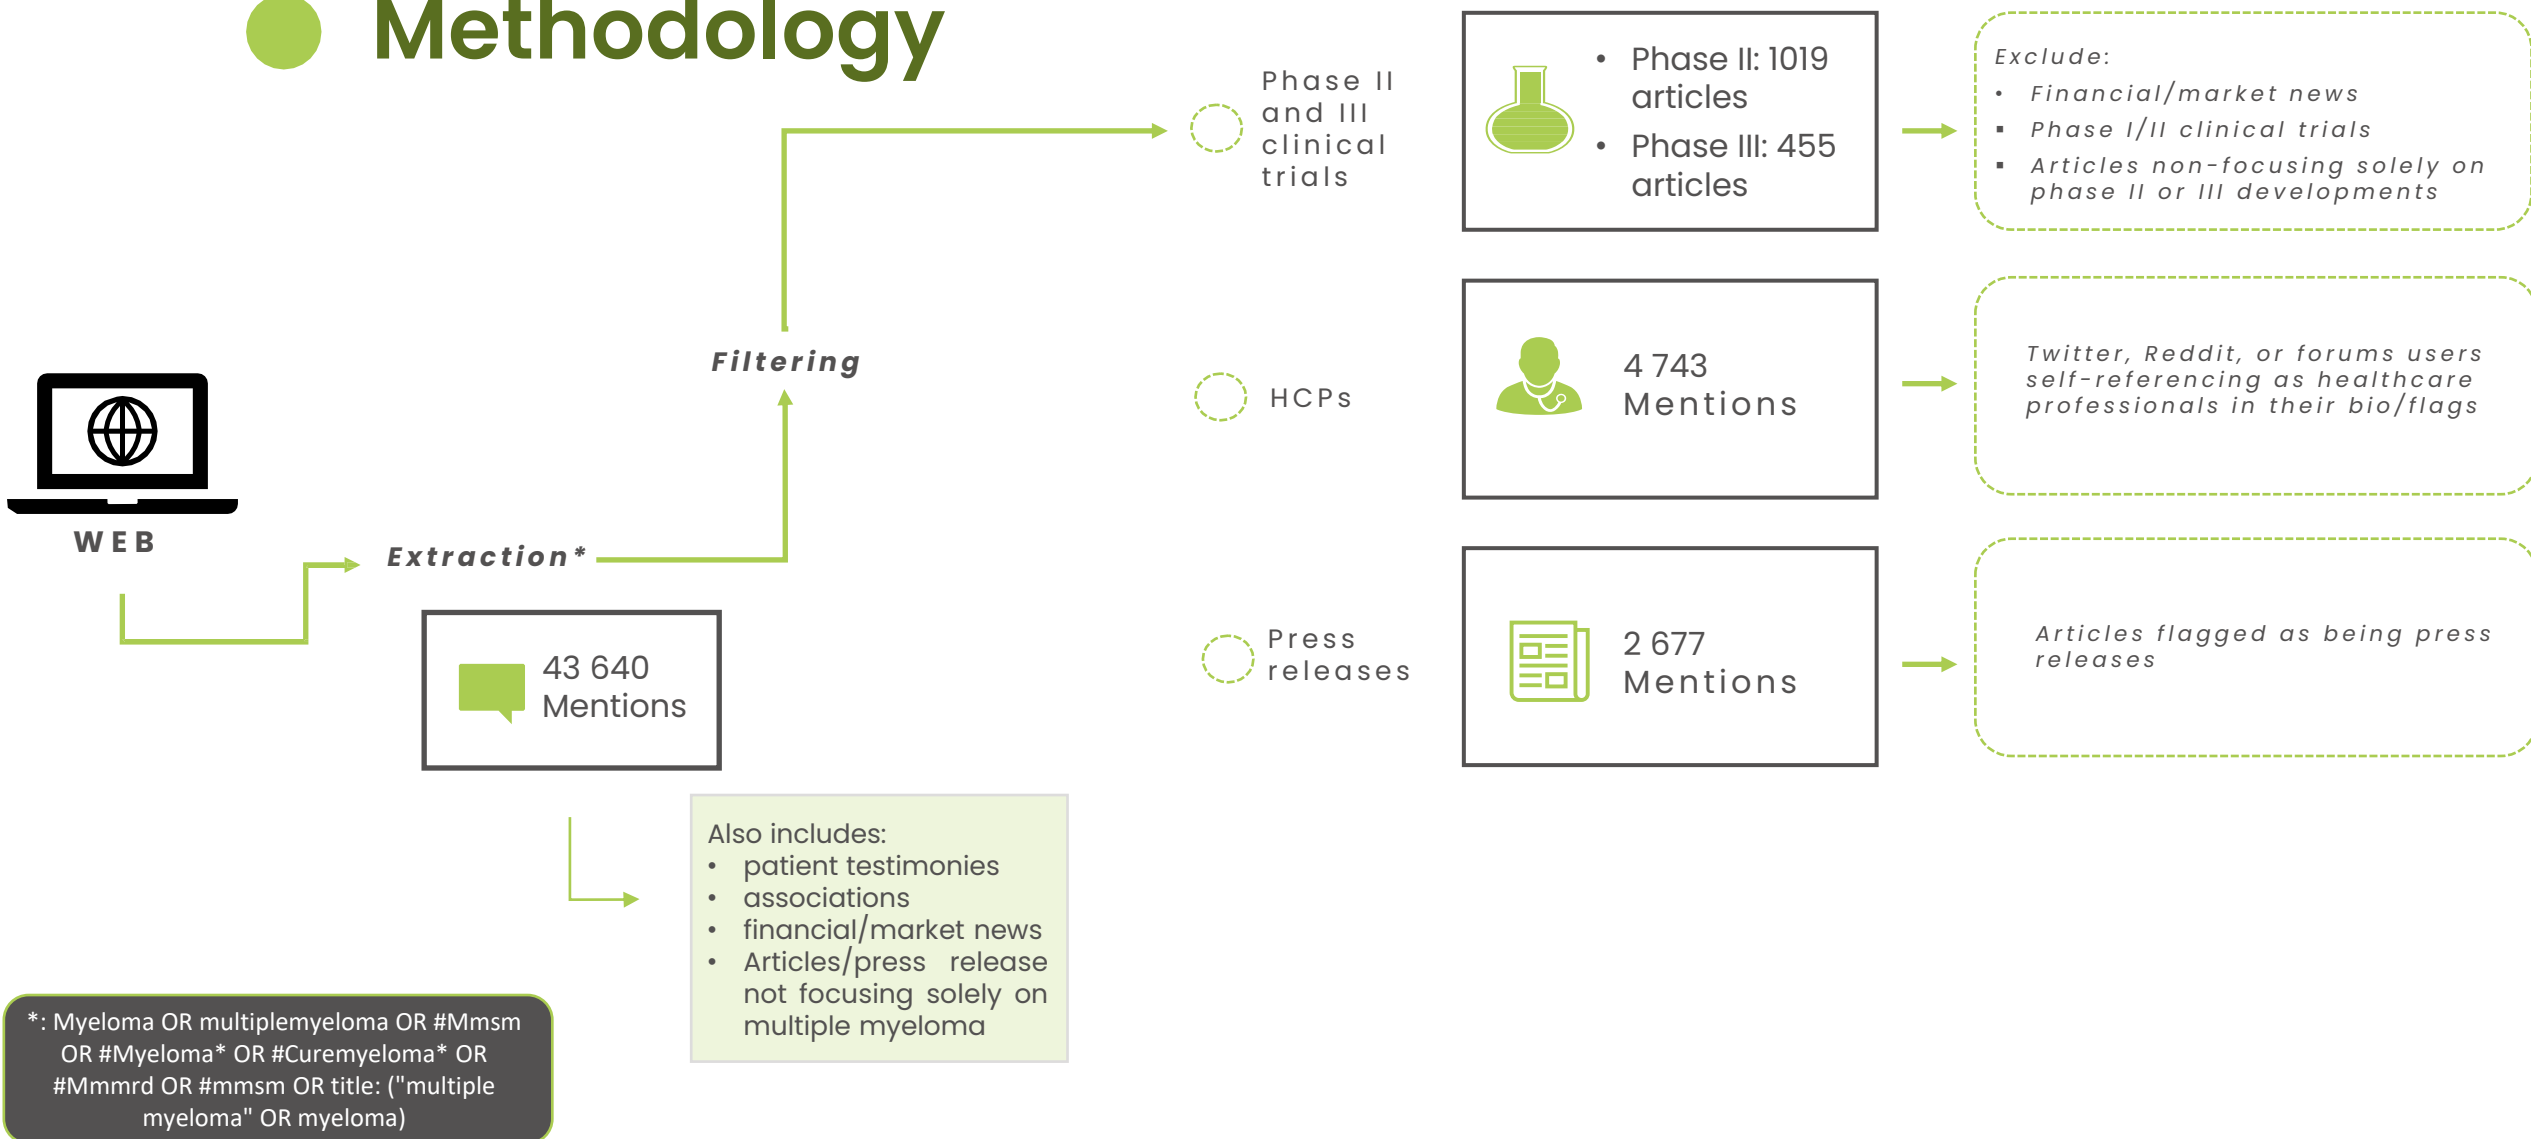 Methodology
WEB
Extraction*
43 640
Mentions
Also includes:
• patient testimonies
• associations
• financial/market news
• Articles/press release
not focusing solely on
multiple myeloma
*: Myeloma OR multiplemyeloma OR #Mmsm
OR #Myeloma* OR #Curemyeloma* OR
#Mmmrd OR #mmsm OR title: ("multiple
myeloma" OR myeloma)
Filtering
Phase II
and III
clinical
trials
• Phase II: 1019
articles
• Phase III: 455
articles
Exclude:
• Financial/market news
▪ Phase I/II clinical trials
▪ Articles non-focusing solely on
phase II or III developments
HCPs
4 743
Mentions
Twitter, Reddit, or forums users
self-referencing as healthcare
professionals in their bio/flags
Press
releases
2 677
Mentions
Articles flagged as being press
releases